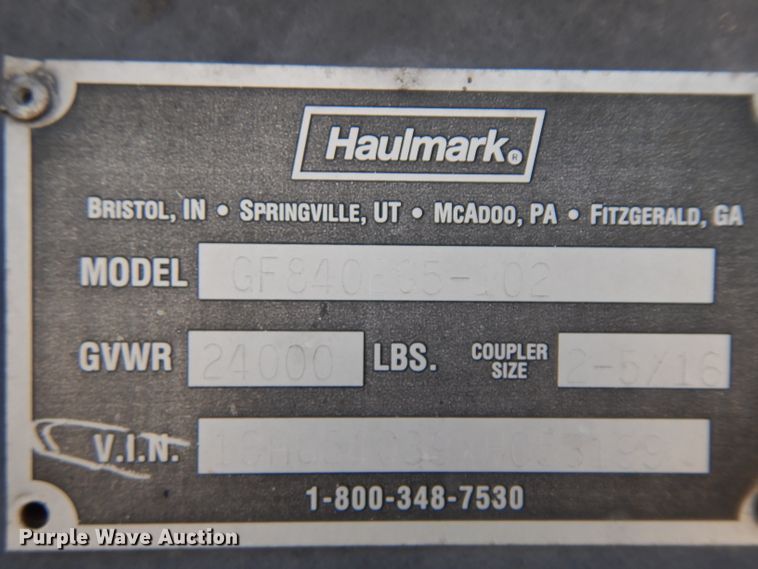 Haulmark®
BRISTOL, IN • SPRINGVILLE, UT • MCADOO, PA • FITZGERALD, GA
MODEL
GVWR 24000 LBS. COUPLER SIZE 2-5/16
V.I.N.
1-800-348-7530
Purple Wave Auction